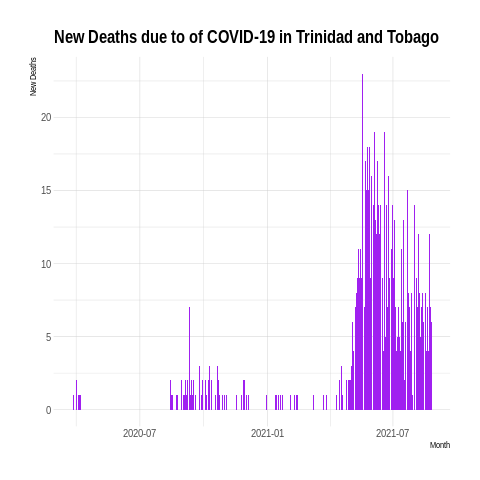 New Deaths due to of COVID-19 in Trinidad and Tobago
New Deaths
20
15
10
5
0
2020-07 2021-01 2021-07
Month